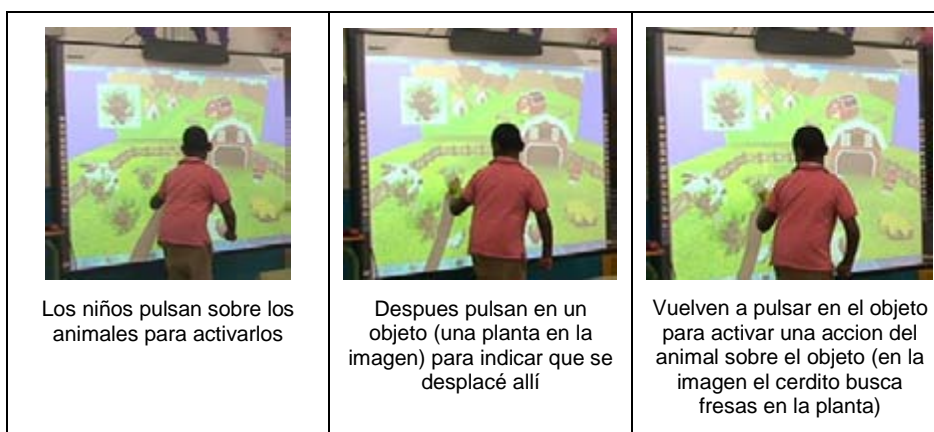 Los niños pulsan sobre los
animales para activarlos
Despues pulsan en un
objeto (una planta en la
imagen) para indicar que se
desplacé allí
Vuelven a pulsar en el objeto
para activar una accion del
animal sobre el objeto (en la
imagen el cerdito busca
fresas en la planta)